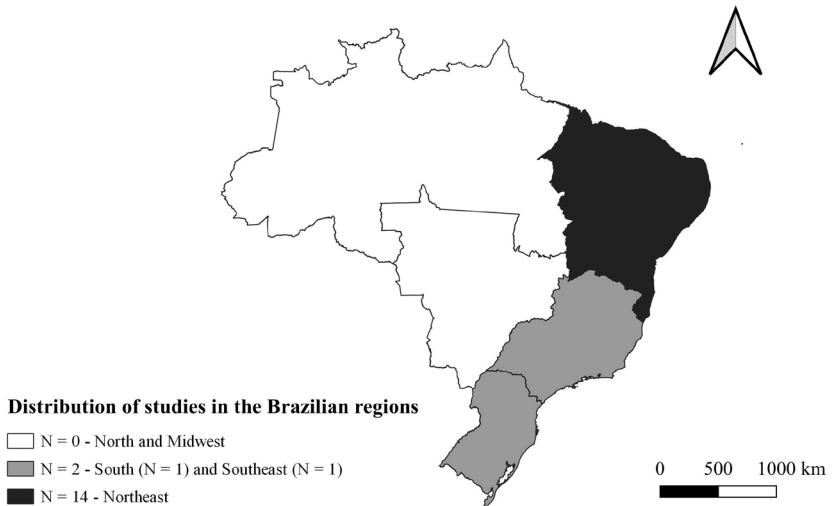 Distribution of studies in the Brazilian regions
N = 0 - North and Midwest
N = 2 - South (N = 1) and Southeast (N = 1)
N = 14 - Northeast
0 500 1000 km